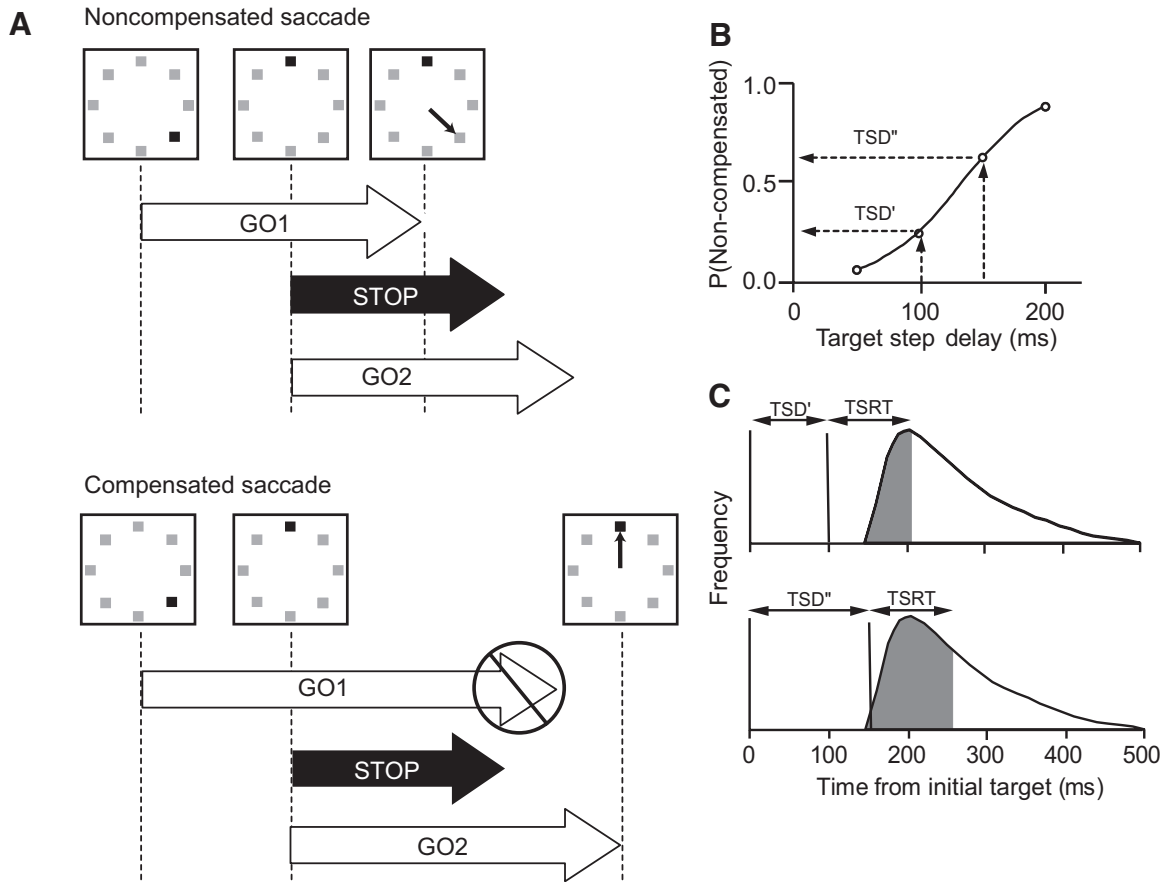 A
Noncompensated saccade
GO1
STOP
GO2
Compensated saccade
GO1
STOP
GO2
B
P(Non-compensated)
1.0
0.5
0.0
TSD"
TSD'
0
100
200
Target step delay (ms)
C
Frequency
TSD'
TSRT
TSD"
TSRT
0
100
200
300
400
500
Time from initial target (ms)